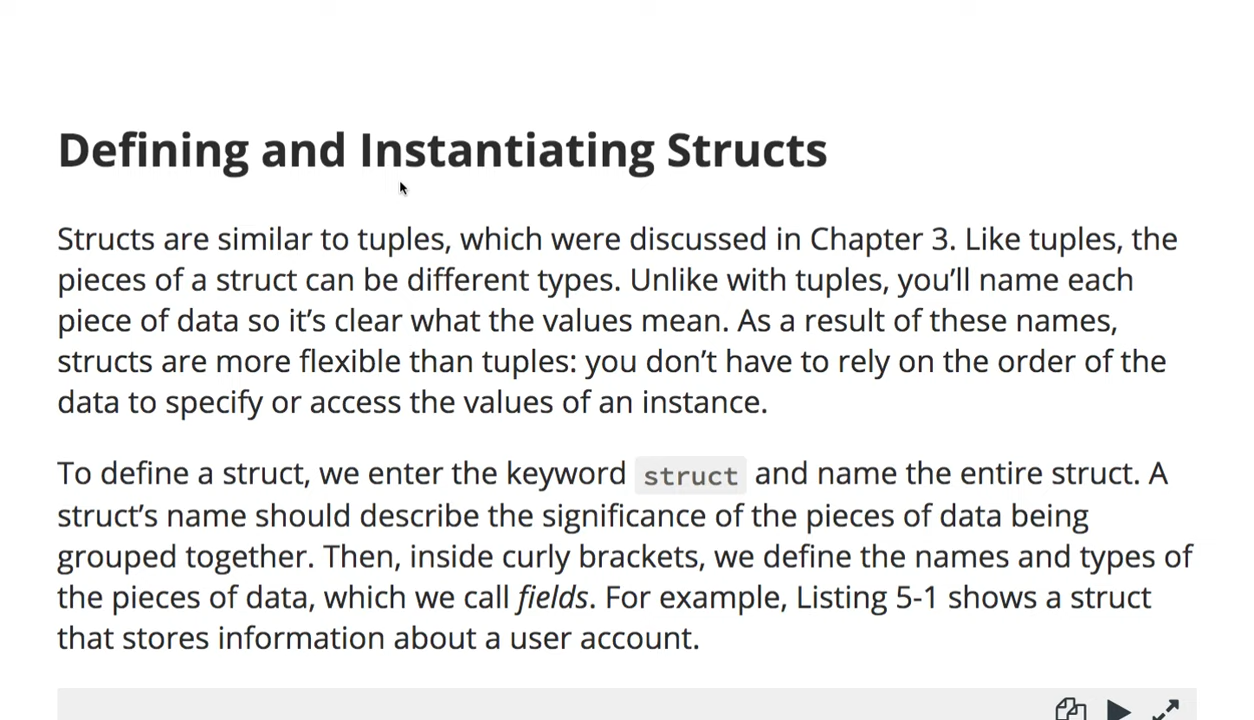 Defining and Instantiating Structs
Structs are similar to tuples, which were discussed in Chapter 3. Like tuples, the
pieces of a struct can be different types. Unlike with tuples, you’ll name each
piece of data so it’s clear what the values mean. As a result of these names,
structs are more flexible than tuples: you don’t have to rely on the order of the
data to specify or access the values of an instance.
To define a struct, we enter the keyword struct and name the entire struct. A
struct’s name should describe the significance of the pieces of data being
grouped together. Then, inside curly brackets, we define the names and types of
the pieces of data, which we call fields. For example, Listing 5-1 shows a struct
that stores information about a user account.